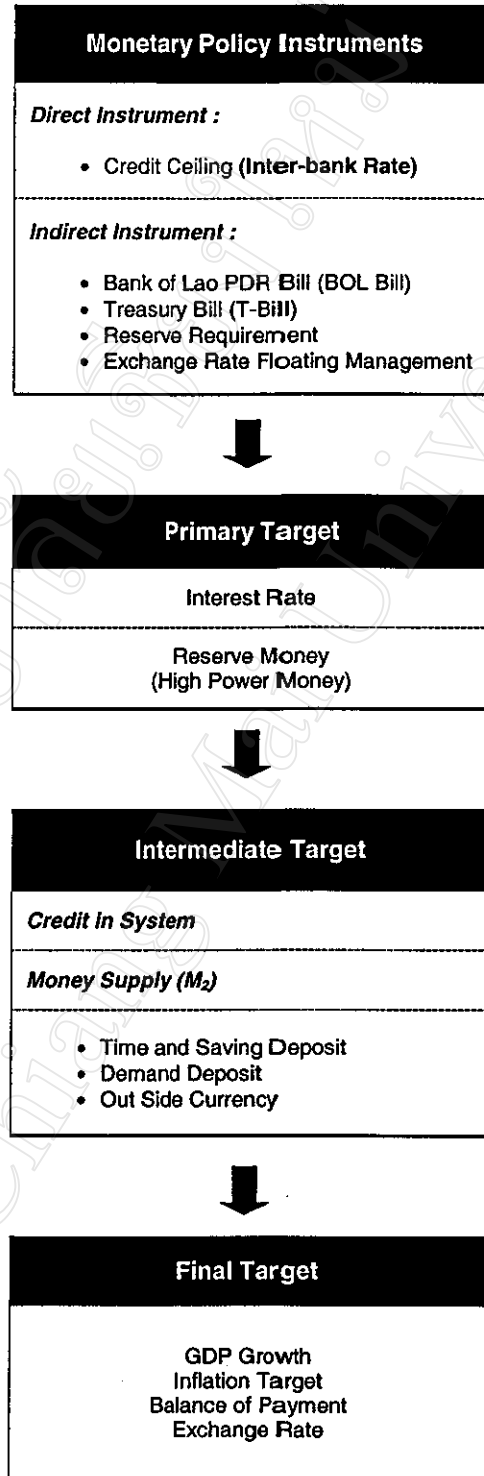 Monetary Policy Instruments
Direct Instrument :
• Credit Ceiling (Inter-bank Rate)
Indirect Instrument :
• Bank of Lao PDR Bill (BOL Bill)
• Treasury Bill (T-Bill)
• Reserve Requirement
• Exchange Rate Floating Management
Primary Target
Interest Rate
Reserve Money
(High Power Money)
Intermediate Target
Credit in System
Money Supply (M₂)
• Time and Saving Deposit
• Demand Deposit
• Out Side Currency
Final Target
GDP Growth
Inflation Target
Balance of Payment
Exchange Rate